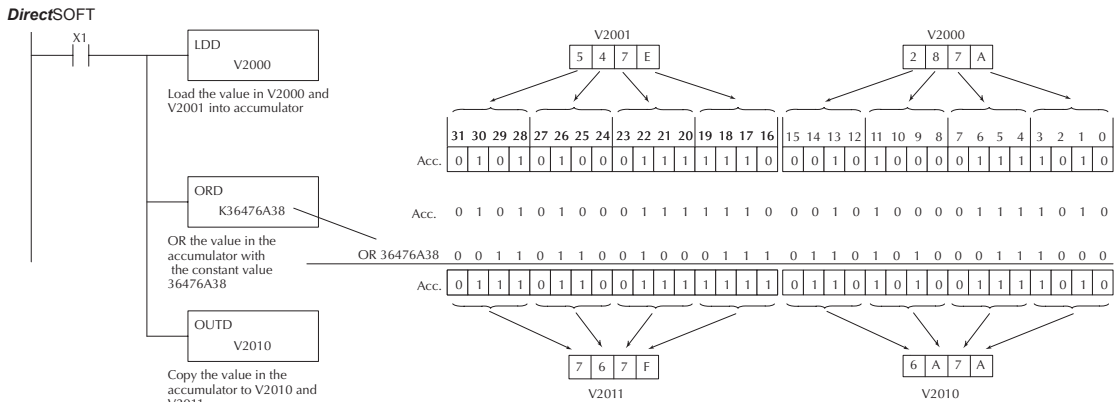 DirectSOFT
X1
LDD
V2000
Load the value in V2000 and
V2001 into accumulator
ORD
K36476A38
OR the value in the
accumulator with
the constant value
36476A38
OUTD
V2010
Copy the value in the
accumulator to V2010 and
V2011
V2001 V2000
5 4 7 E 2 8 7 A
31 30 29 28 27 26 25 24 23 22 21 20 19 18 17 16 15 14 13 12 11 10 9 8 7 6 5 4 3 2 1 0
Acc. 0 1 0 1 0 1 0 0 0 1 1 1 1 1 1 0 0 0 1 0 1 0 0 0 0 1 1 1 1 0 1 0
Acc. 0 1 0 1 0 1 0 0 0 1 1 1 1 1 1 0 0 0 1 0 1 0 0 0 0 1 1 1 1 0 1 0
OR 36476A38 0 0 1 1 0 1 1 0 0 1 0 0 0 1 1 1 0 1 1 0 1 0 1 0 0 0 1 1 1 0 0 0
Acc. 0 1 1 1 0 1 1 0 0 1 1 1 1 1 1 1 0 1 1 0 1 0 1 0 0 1 1 1 1 0 1 0
7 6 7 F 6 A 7 A
V2011 V2010